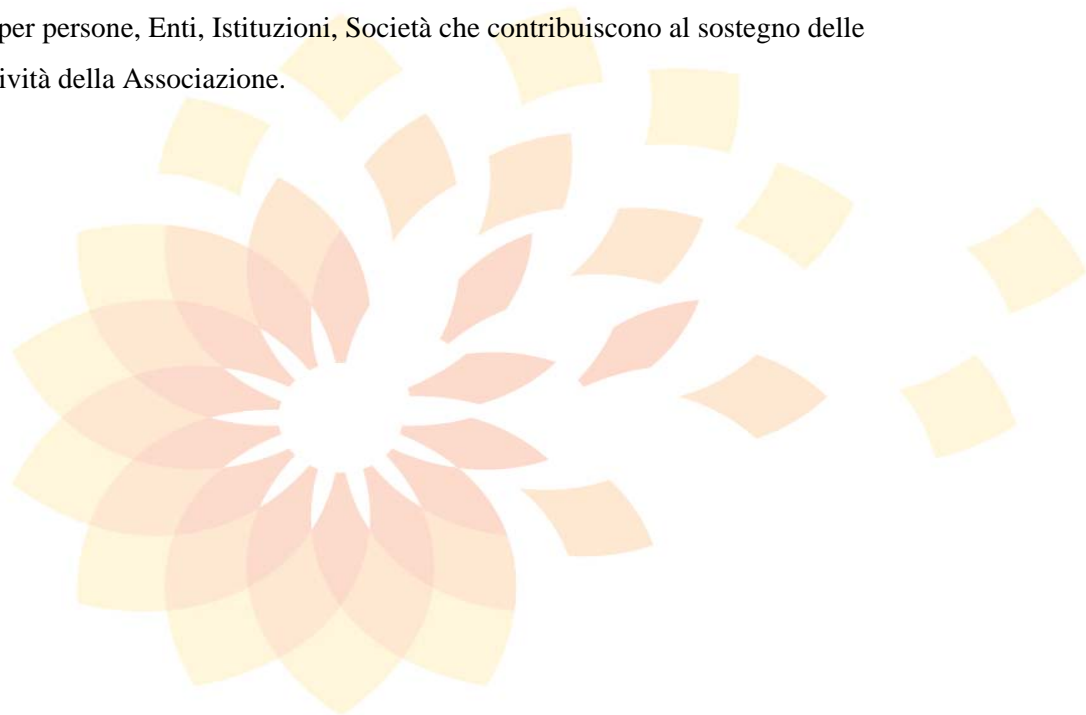 per persone, Enti, Istituzioni, Società che contribuiscono al sostegno delle
ività della Associazione.